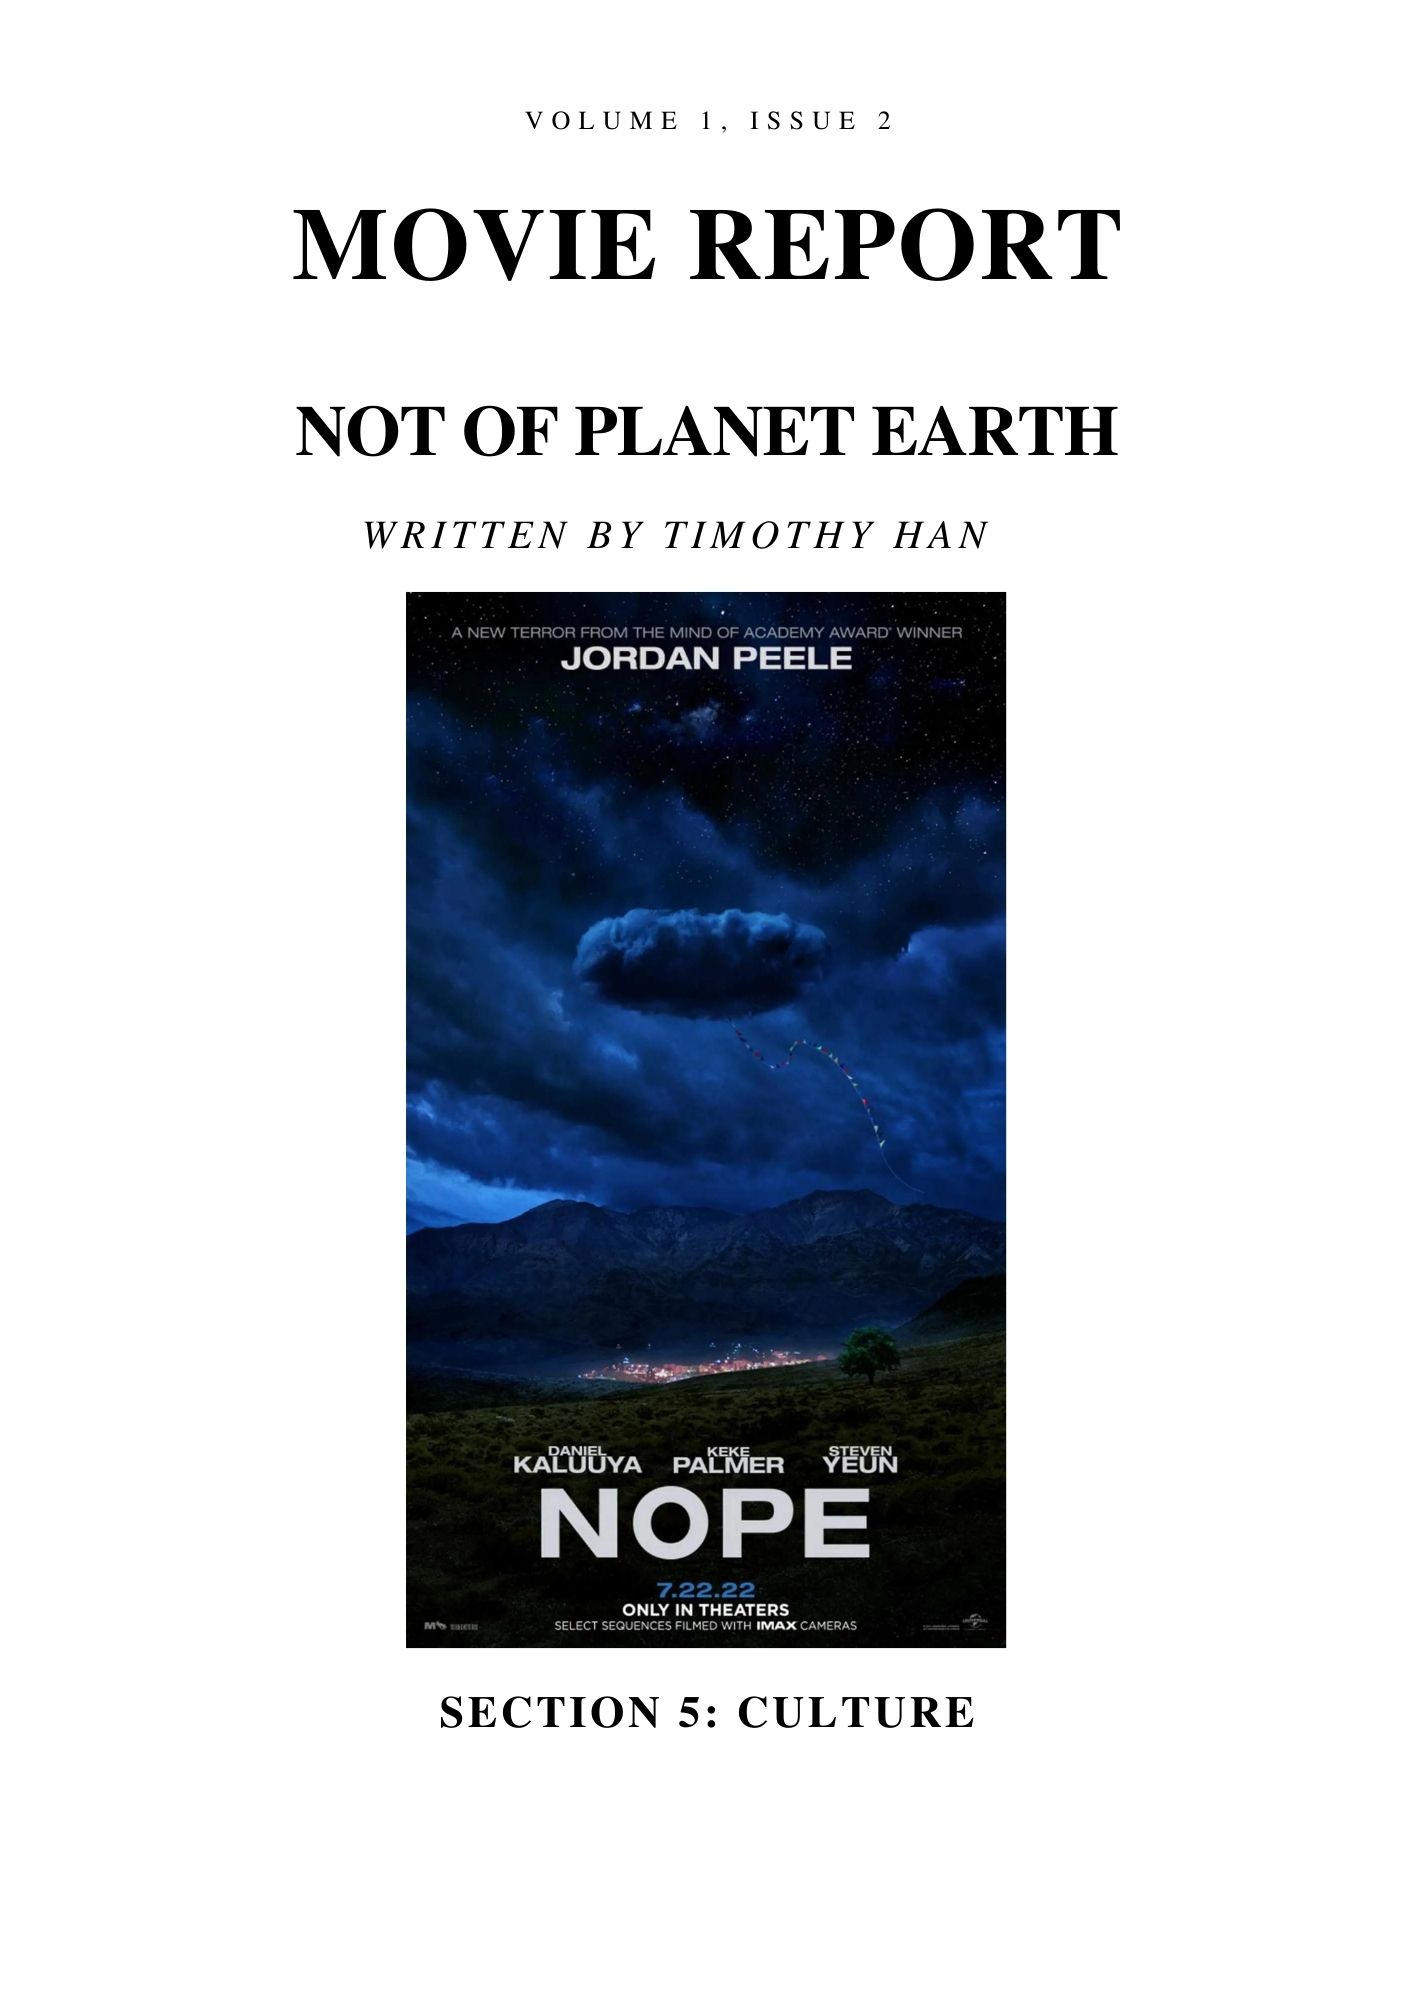 VOLUME 1, ISSUE 2
MOVIE REPORT
NOT OF PLANET EARTH
WRITTEN BY TIMOTHY HAN
A NEW TERROR FROM THE MIND OF ACADEMY AWARD® WINNER
JORDAN PEELE
DANIEL KALUUYA KEKE PALMER STEVEN YEUN
NOPE
7.22.22
ONLY IN THEATERS
SELECT SEQUENCES FILMED WITH IMAX CAMERAS
UNIVERSAL
SECTION 5: CULTURE